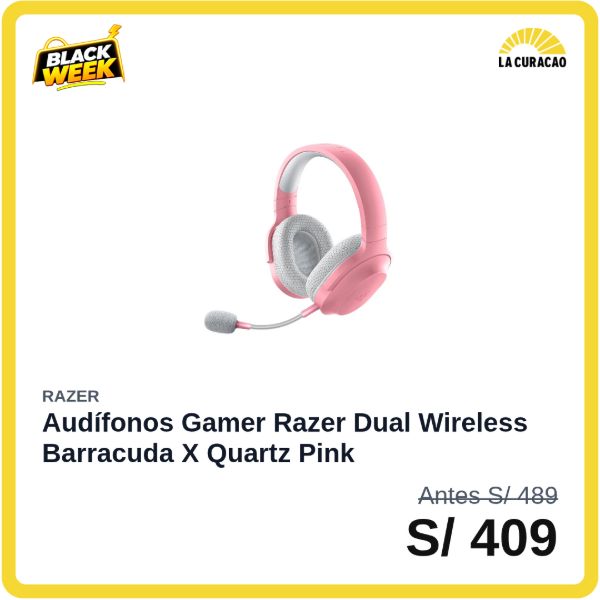 BLACK
WEEK
LA CURACAO
RAZER
Audífonos Gamer Razer Dual Wireless
Barracuda X Quartz Pink
Antes S/ 489
S/ 409